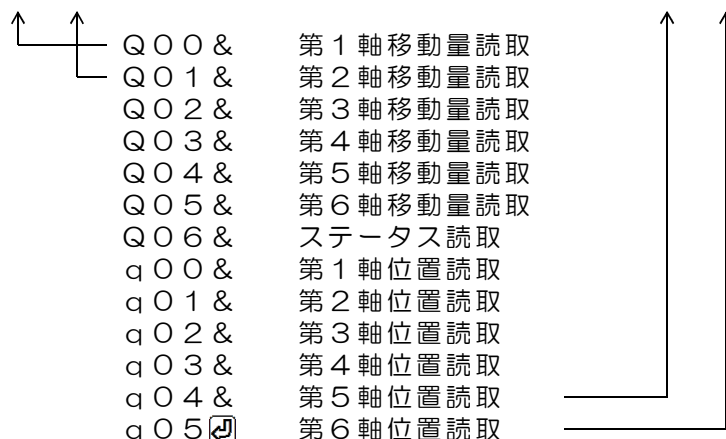 Q00& 第1軸移動量読取
Q01& 第2軸移動量読取
Q02& 第3軸移動量読取
Q03& 第4軸移動量読取
Q04& 第5軸移動量読取
Q05& 第6軸移動量読取
Q06& ステータス読取
q00& 第1軸位置読取
q01& 第2軸位置読取
q02& 第3軸位置読取
q03& 第4軸位置読取
q04& 第5軸位置読取
q05⏎ 第6軸位置読取